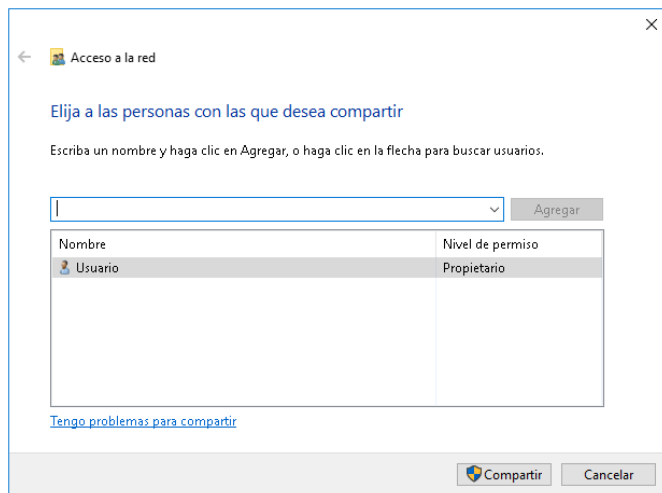 Acceso a la red
Elija a las personas con las que desea compartir
Escriba un nombre y haga clic en Agregar, o haga clic en la flecha para buscar usuarios.
Agregar
Nombre Nivel de permiso
Usuario Propietario
Tengo problemas para compartir
Compartir Cancelar